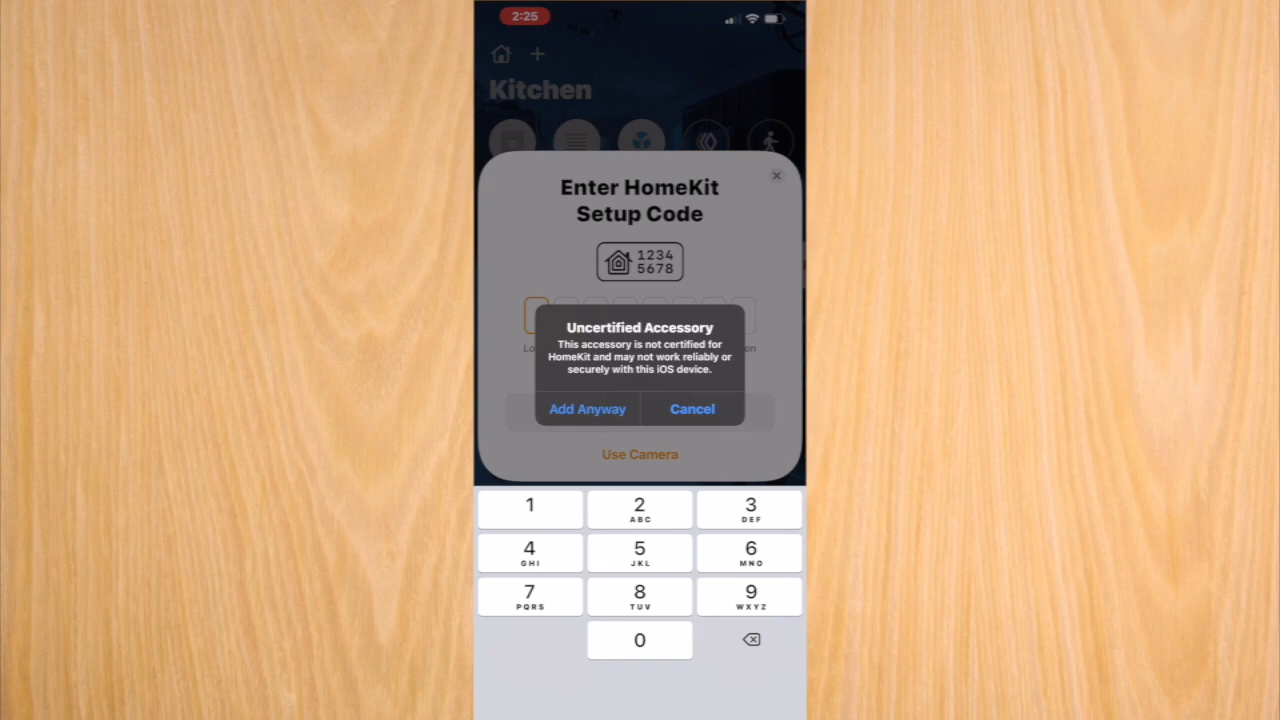 2:25
Kitchen
Enter HomeKit
Setup Code
1234
5678
Uncertified Accessory
This accessory is not certified for
HomeKit and may not work reliably or
securely with this iOS device.
Add Anyway Cancel
Use Camera
1 2 3
ABC DEF
4 5 6
GHI JKL MNO
7 8 9
PQRS TUV WXYZ
0